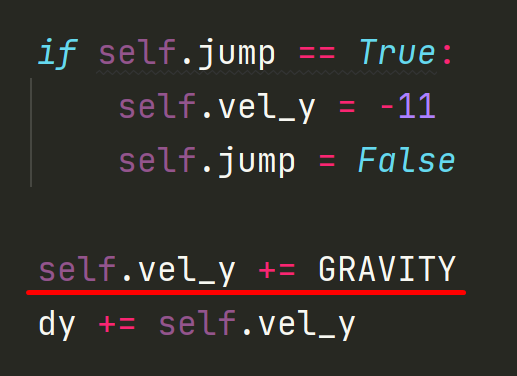 if self.jump == True:
    self.vel_y = -11
    self.jump = False
self.vel_y += GRAVITY
dy += self.vel_y